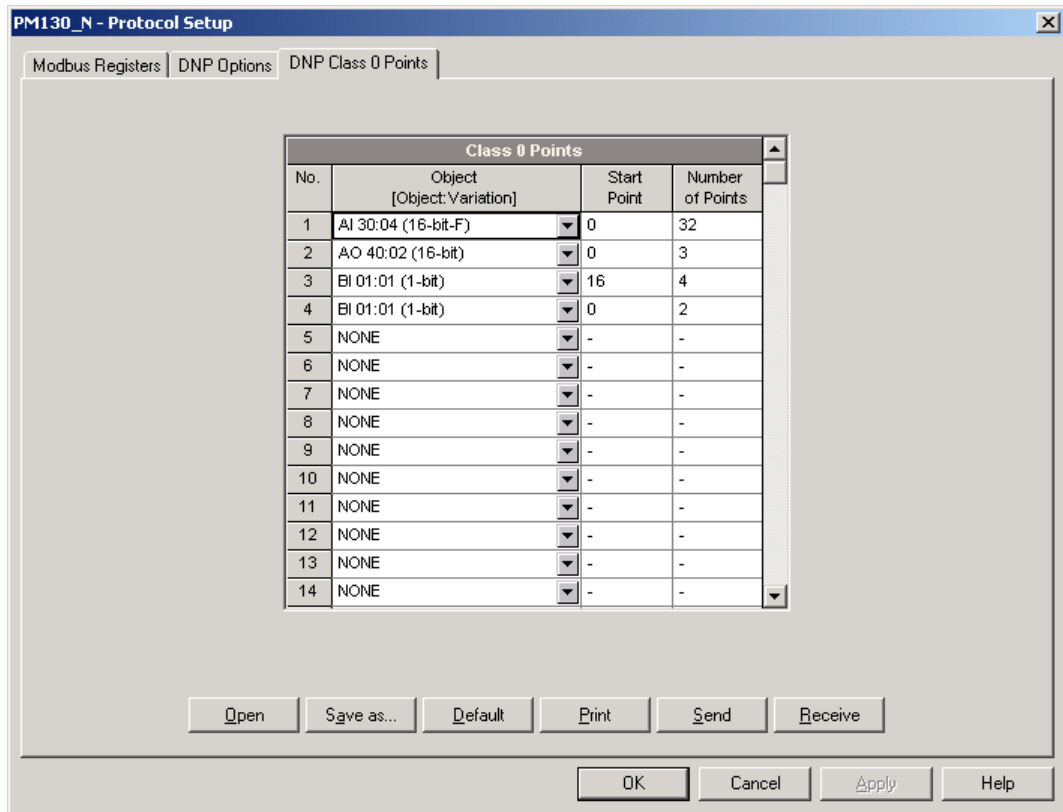 PM130_N - Protocol Setup
Modbus Registers DNP Options DNP Class 0 Points
Class 0 Points
No. Object Start Number
[Object:Variation] Point of Points
1 AI 30:04 (16-bit-F) 0 32
2 AO 40:02 (16-bit) 0 3
3 BI 01:01 (1-bit) 16 4
4 BI 01:01 (1-bit) 0 2
5 NONE - -
6 NONE - -
7 NONE - -
8 NONE - -
9 NONE - -
10 NONE - -
11 NONE - -
12 NONE - -
13 NONE - -
14 NONE - -
Open Save as... Default Print Send Receive
OK Cancel Apply Help